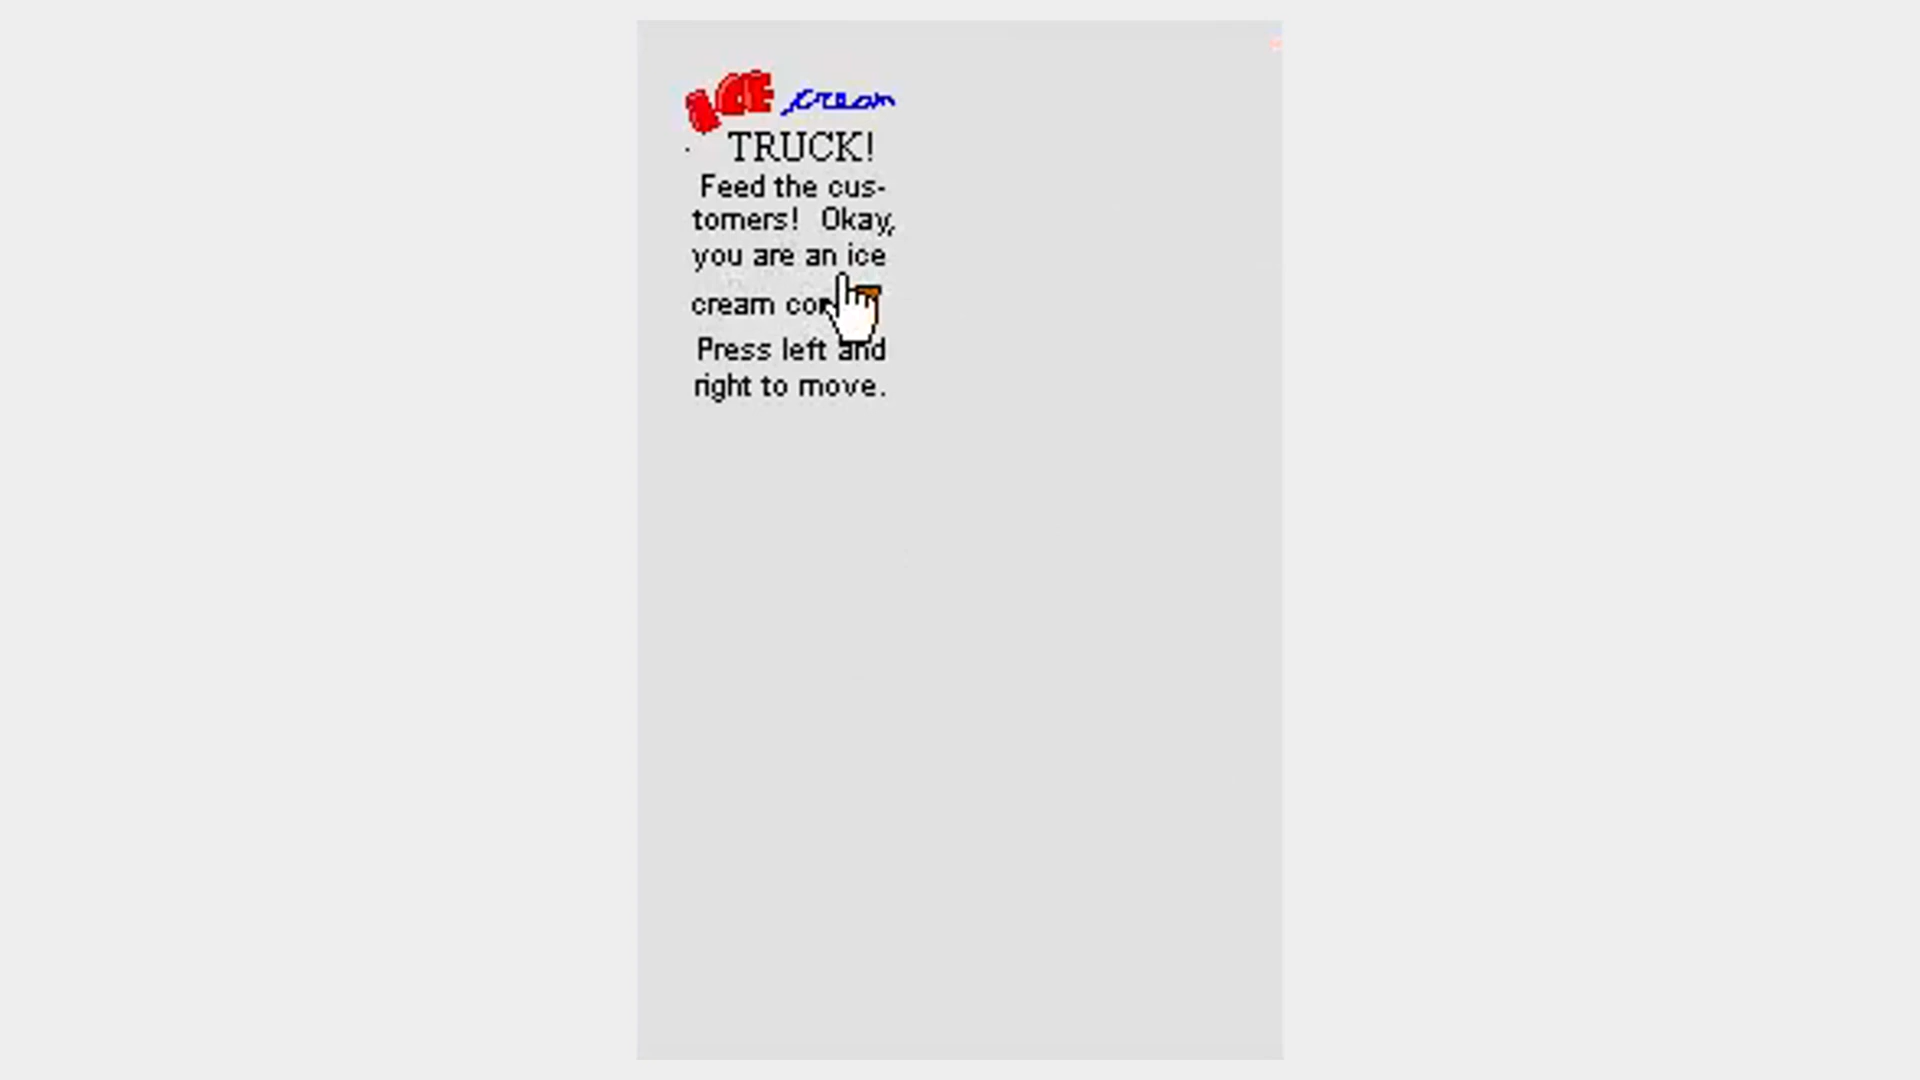 ICE cream
TRUCK!
Feed the cus-
tomers! Okay,
you are an ice
cream
Press left and
right to move.